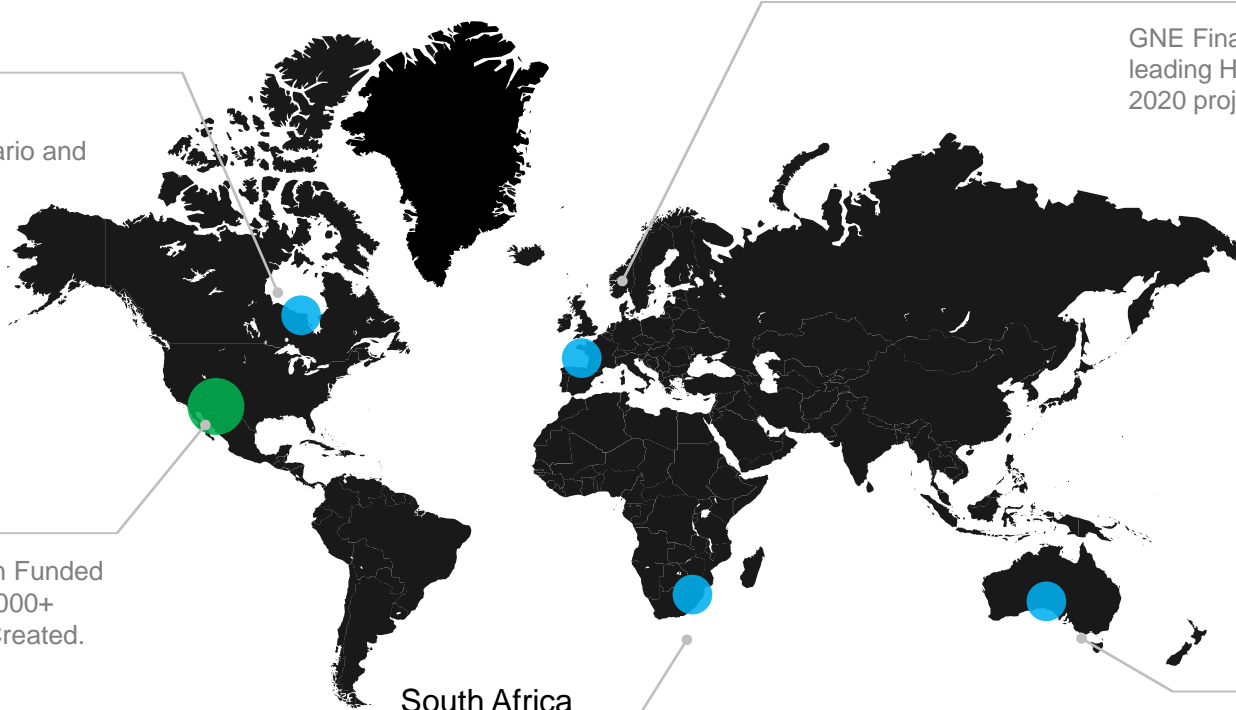 GNE Fina
leading H
2020 proj
ario and
n Funded
000+
Created.
South Africa